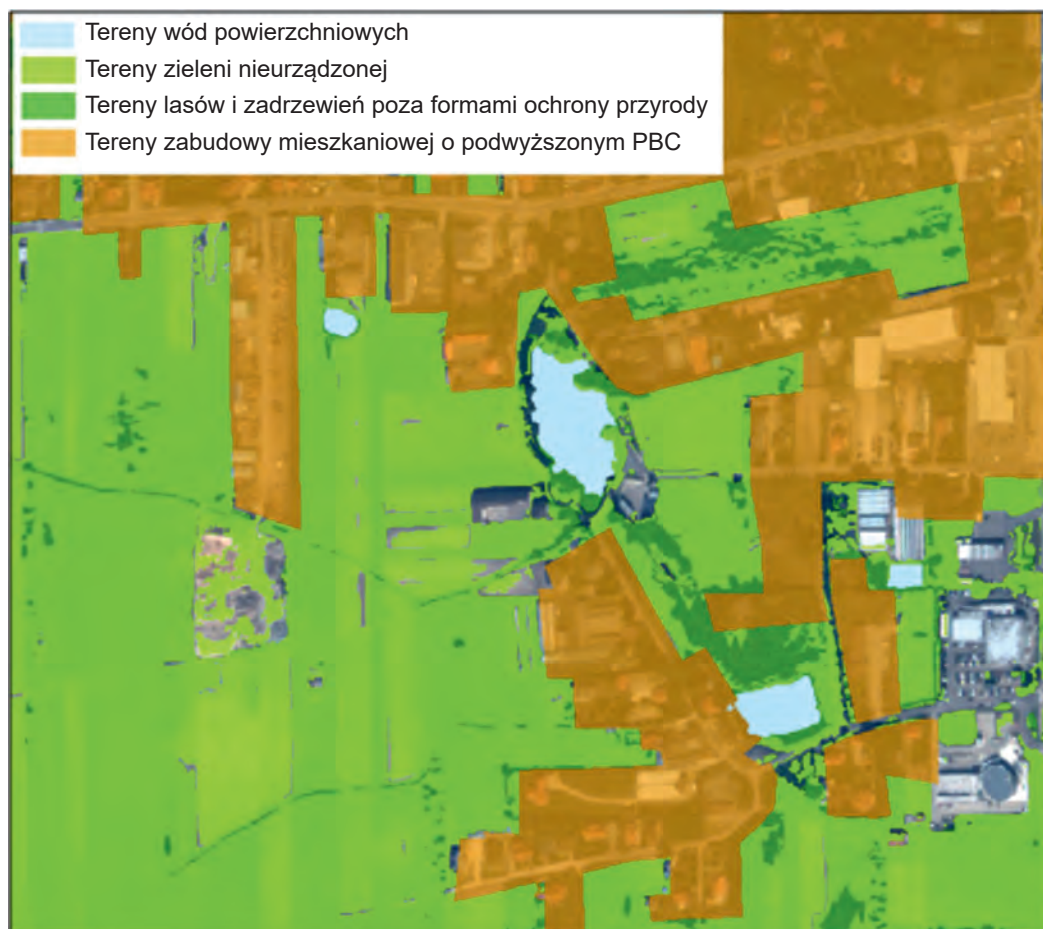 Tereny wód powierzchniowych
Tereny zieleni nieurządzonej
Tereny lasów i zadrzewień poza formami ochrony przyrody
Tereny zabudowy mieszkaniowej o podwyższonym PBC